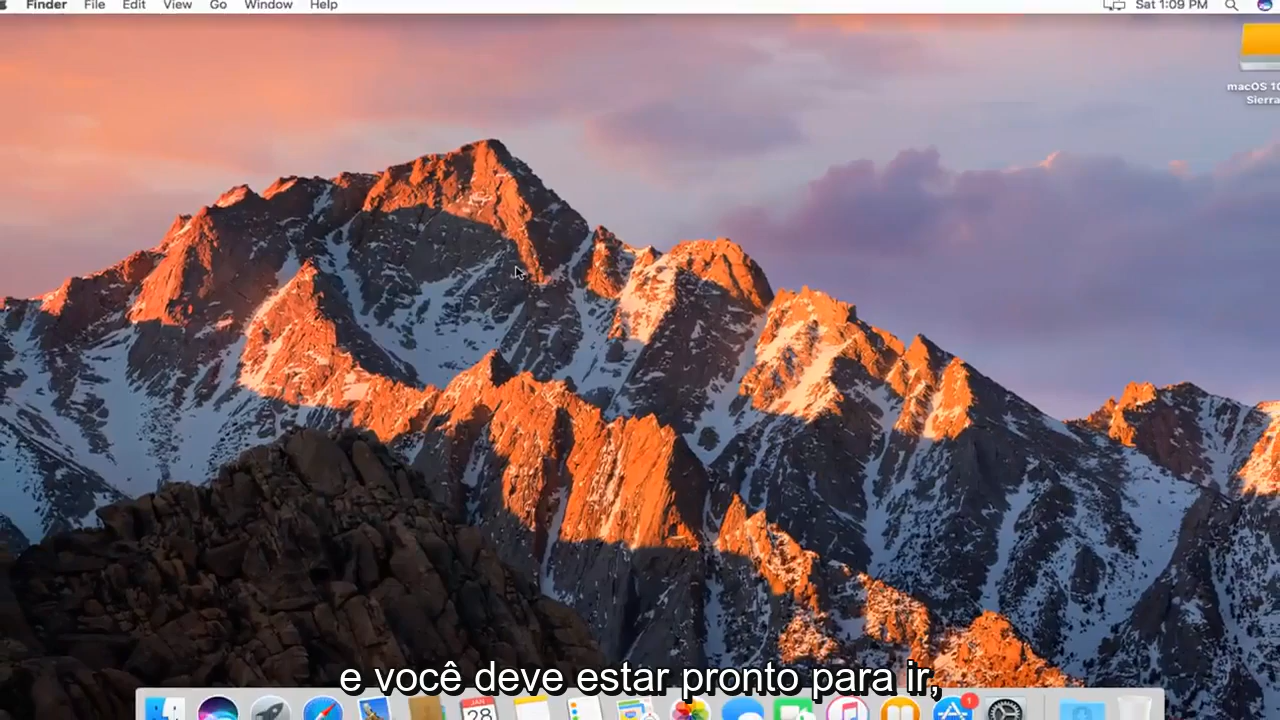 Finder File Edit View Go Window Help
Sat 1:09 PM
macOS 10
Sierra
JAN
28
1
e você deve estar pronto para ir,